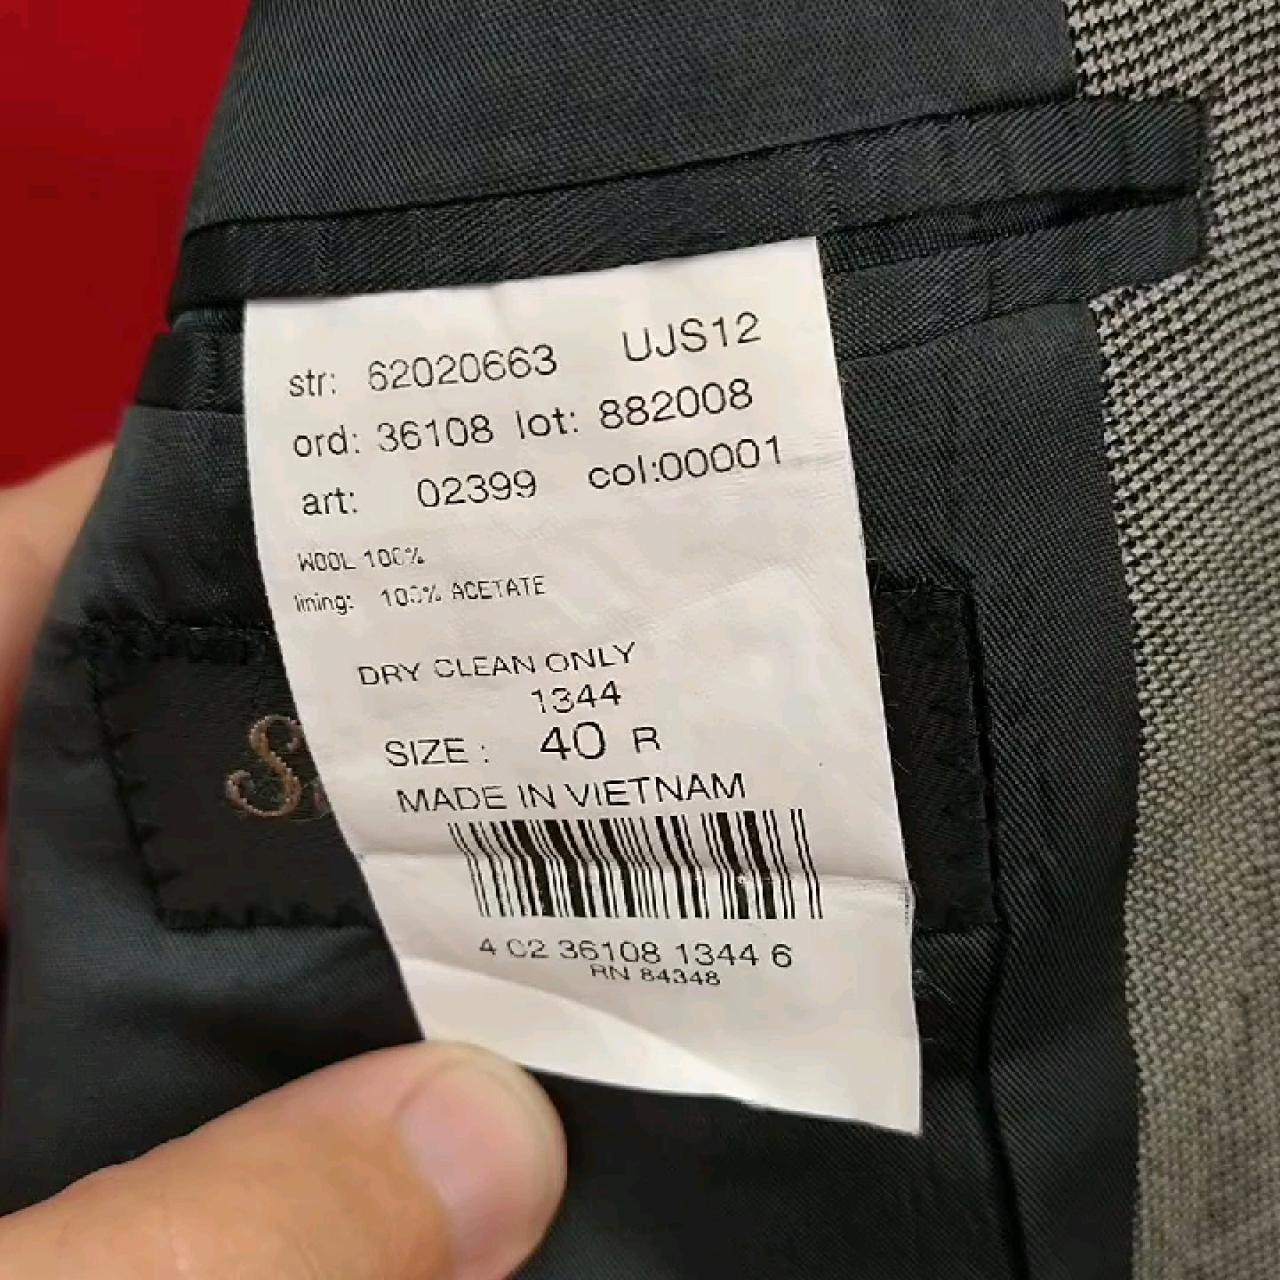 str: 62020663 UJS12
ord: 36108 lot: 882008
art: 02399 col:00001
WOOL 100%
lining: 100% ACETATE
DRY CLEAN ONLY
1344
SIZE : 40 R
MADE IN VIETNAM
4 02 36108 1344 6
RN 84348